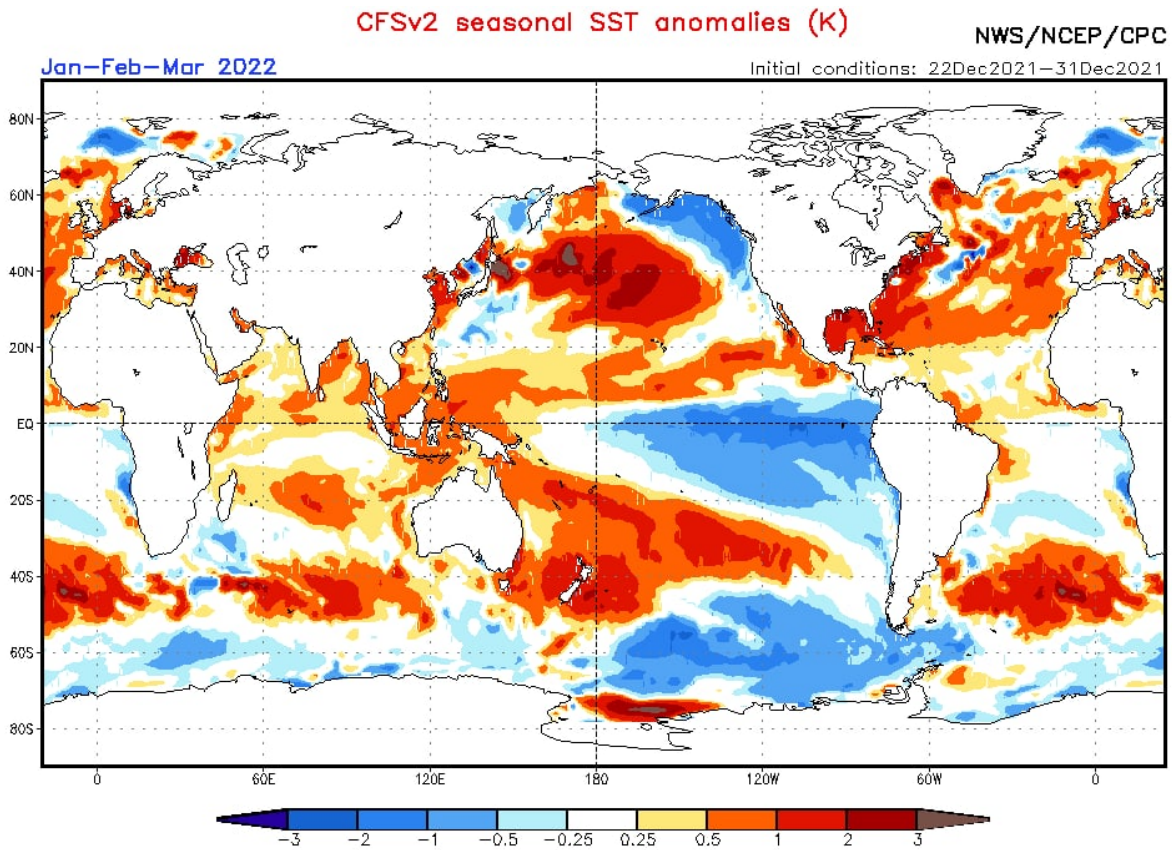 CFSv2 seasonal SST anomalies (K)
NWS/NCEP/CPC
Jan-Feb-Mar 2022
Initial conditions: 22Dec2021-31Dec2021
80N
60N
40N
20N
EQ
20S
40S
60S
80S
0 60E 120E 180 120W 60W 0
-3 -2 -1 -0.5 -0.25 0.25 0.5 1 2 3